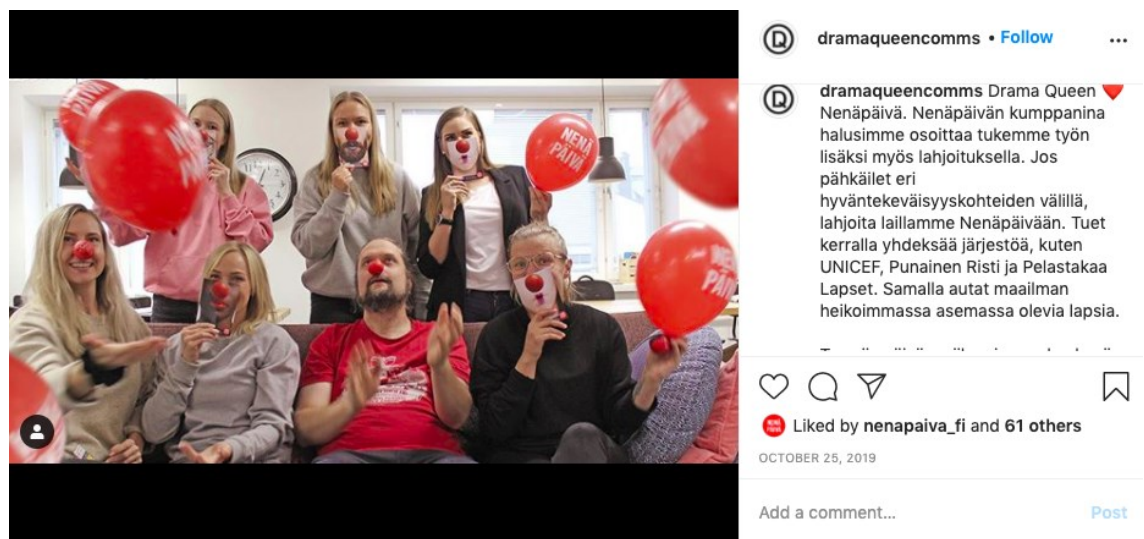 NENÄ
PÄIVÄ
NENÄ
PÄIVÄ
dramaqueencomms • Follow
dramaqueencomms Drama Queen ❤️
Nenäpäivä. Nenäpäivän kumppanina
halusimme osoittaa tukemme työn
lisäksi myös lahjoituksella. Jos
pähkäilet eri
hyväntekeväisyyskohteiden välillä,
lahjoita laillamme Nenäpäivään. Tuet
kerralla yhdeksää järjestöä, kuten
UNICEF, Punainen Risti ja Pelastakaa
Lapset. Samalla autat maailman
heikoimmassa asemassa olevia lapsia.
Liked by nenapaiva_fi and 61 others
OCTOBER 25, 2019
Add a comment...
Post